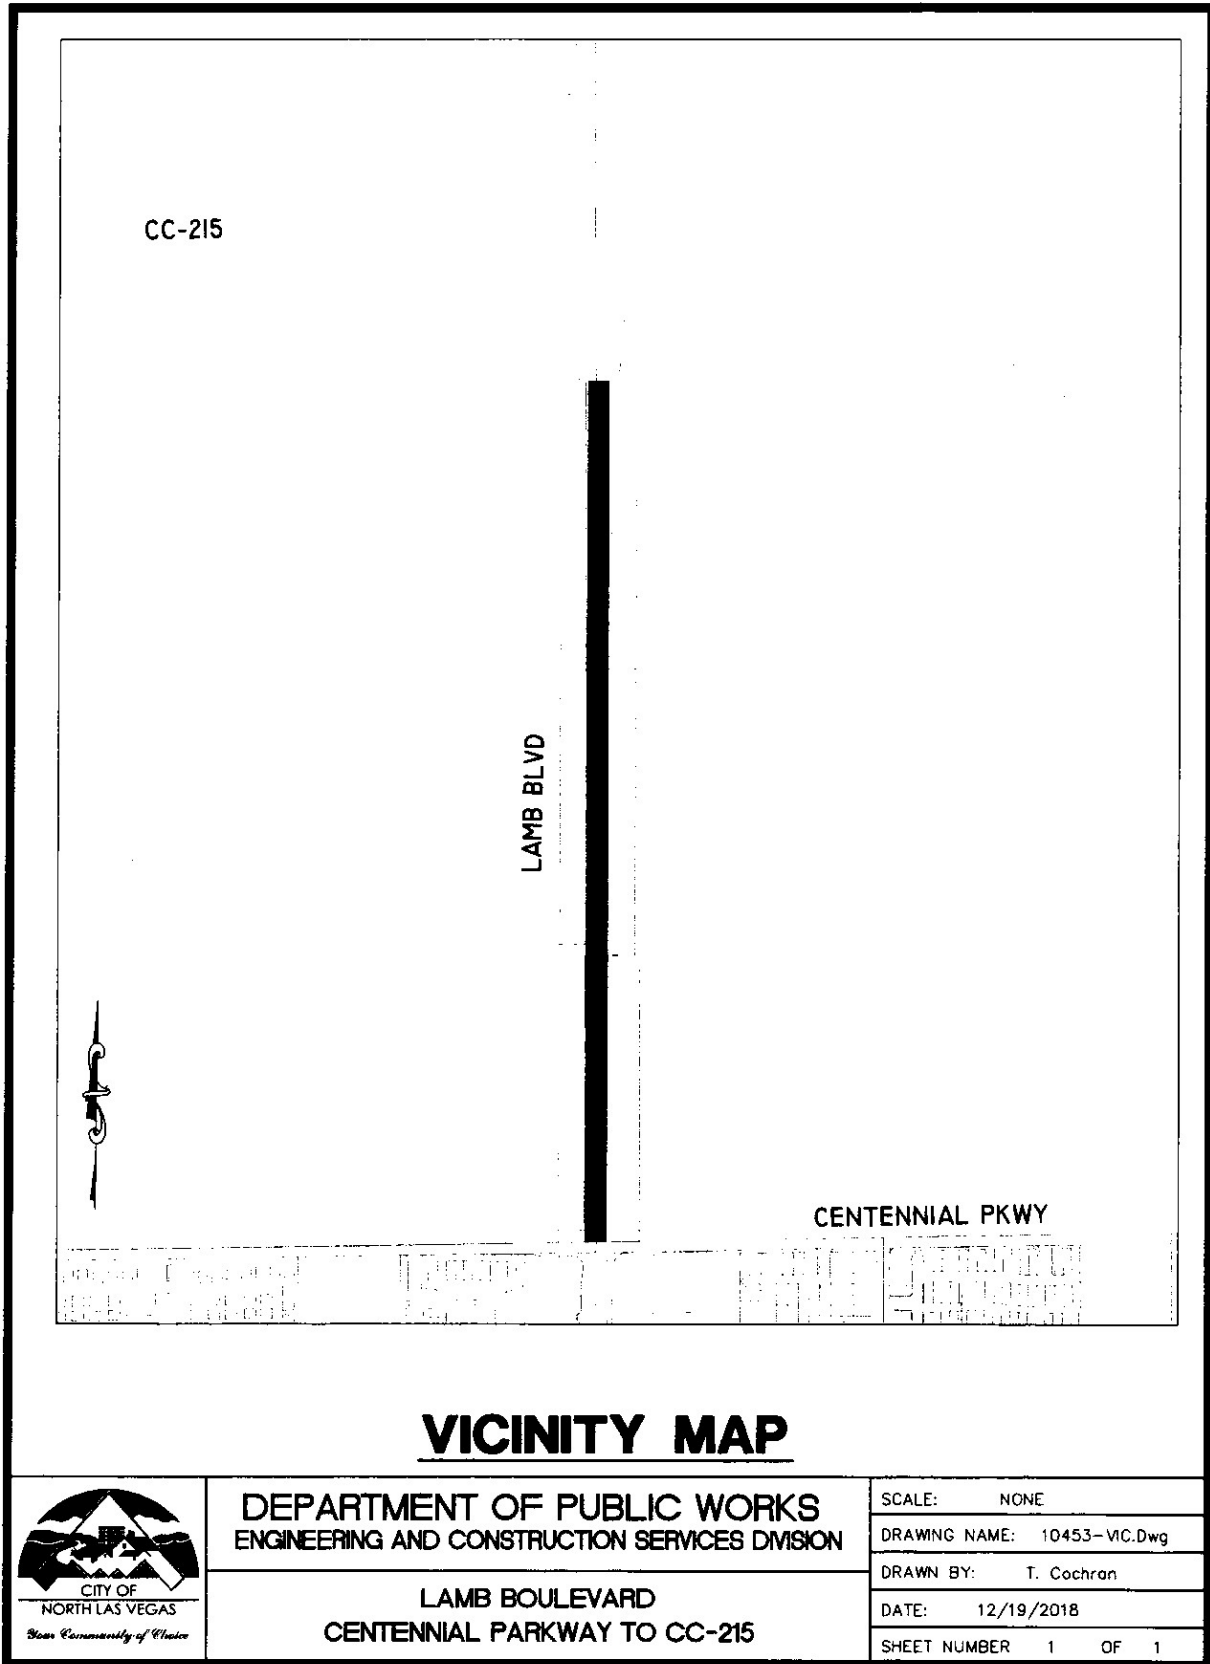 CC-215
LAMB BLVD
CENTENNIAL PKWY
VICINITY MAP
CITY OF
NORTH LAS VEGAS
Your Community of Choice
DEPARTMENT OF PUBLIC WORKS
ENGINEERING AND CONSTRUCTION SERVICES DIVISION
LAMB BOULEVARD
CENTENNIAL PARKWAY TO CC-215
SCALE: NONE
DRAWING NAME: 10453-VIC.Dwg
DRAWN BY: T. Cochran
DATE: 12/19/2018
SHEET NUMBER 1 OF 1